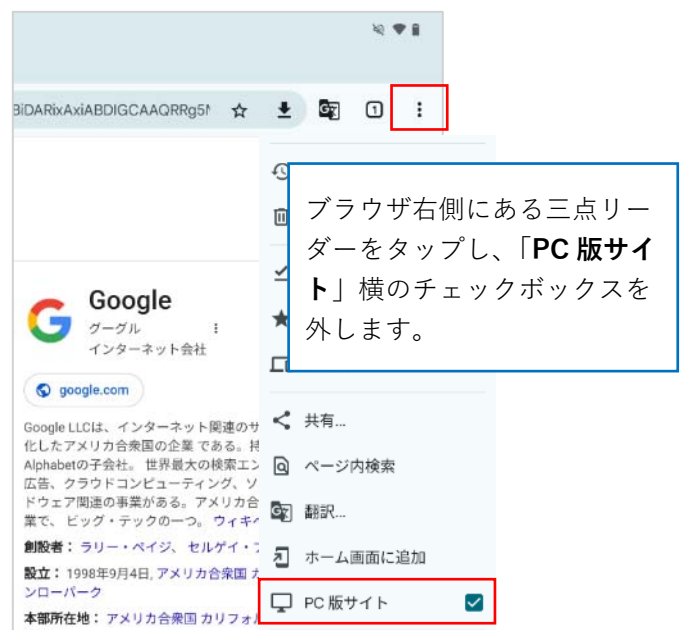 BiDARixAxiABDIGCAAQRRg5
1
ブラウザ右側にある三点リー
ダーをタップし、「PC 版サイ
ト」横のチェックボックスを
外します。
Google
グーグル
インターネット会社
google.com
Google LLCは、インターネット関連のサ
化したアメリカ合衆国の企業 である。持
Alphabetの子会社。 世界最大の検索エン
広告、クラウドコンピューティング、ソ
ドウェア関連の事業がある。アメリカ合
業で、 ビッグ・テックの一つ。 ウィキペ
創設者： ラリー・ペイジ、 セルゲイ・ブ
設立： 1998年9月4日, アメリカ合衆国 カ
ンローパーク
本部所在地： アメリカ合衆国 カリフォル
共有...
ページ内検索
翻訳...
ホーム画面に追加
PC 版サイト